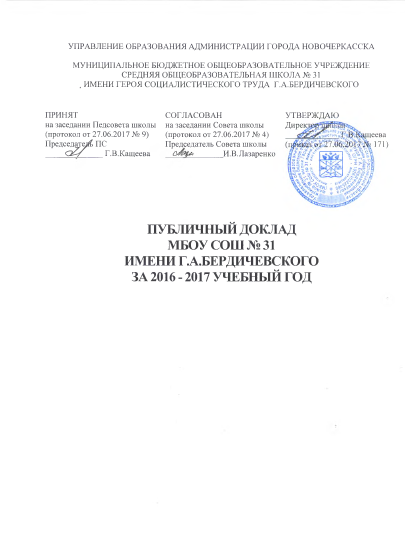 УПРАВЛЕНИЕ ОБРАЗОВАНИЯ АДМИНИСТРАЦИИ ГОРОДА НОВОЧЕРКАССКА
МУНИЦИПАЛЬНОЕ БЮДЖЕТНОЕ ОБЩЕОБРАЗОВАТЕЛЬНОЕ УЧРЕЖДЕНИЕ
СРЕДНЯЯ ОБЩЕОБРАЗОВАТЕЛЬНАЯ ШКОЛА № 31
ИМЕНИ ГЕРОЯ СОЦИАЛИСТИЧЕСКОГО ТРУДА Г.А.БЕРДИЧЕВСКОГО
ПРИНЯТ
на заседании Педсовета школы
(протокол от 27.06.2017 № 9)
Председатель ПС
Г.В.Кащеева
СОГЛАСОВАН
на заседании Совета школы
(протокол от 27.06.2017 № 4)
Председатель Совета школы
И.В.Лазаренко
УТВЕРЖДАЮ
Директор школы
Г.В.Кащеева
(приказ от 27.06.2017 № 171)
ПУБЛИЧНЫЙ ДОКЛАД
МБОУ СОШ № 31
ИМЕНИ Г.А.БЕРДИЧЕВСКОГО
ЗА 2016 - 2017 УЧЕБНЫЙ ГОД